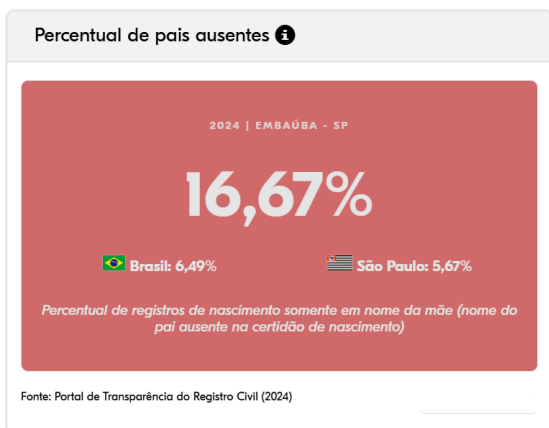 Percentual de pais ausentes
2024 | EMBAÚBA - SP
16,67%
Brasil: 6,49%
São Paulo: 5,67%
Percentual de registros de nascimento somente em nome da mãe (nome do
pai ausente na certidão de nascimento)
Fonte: Portal de Transparência do Registro Civil (2024)